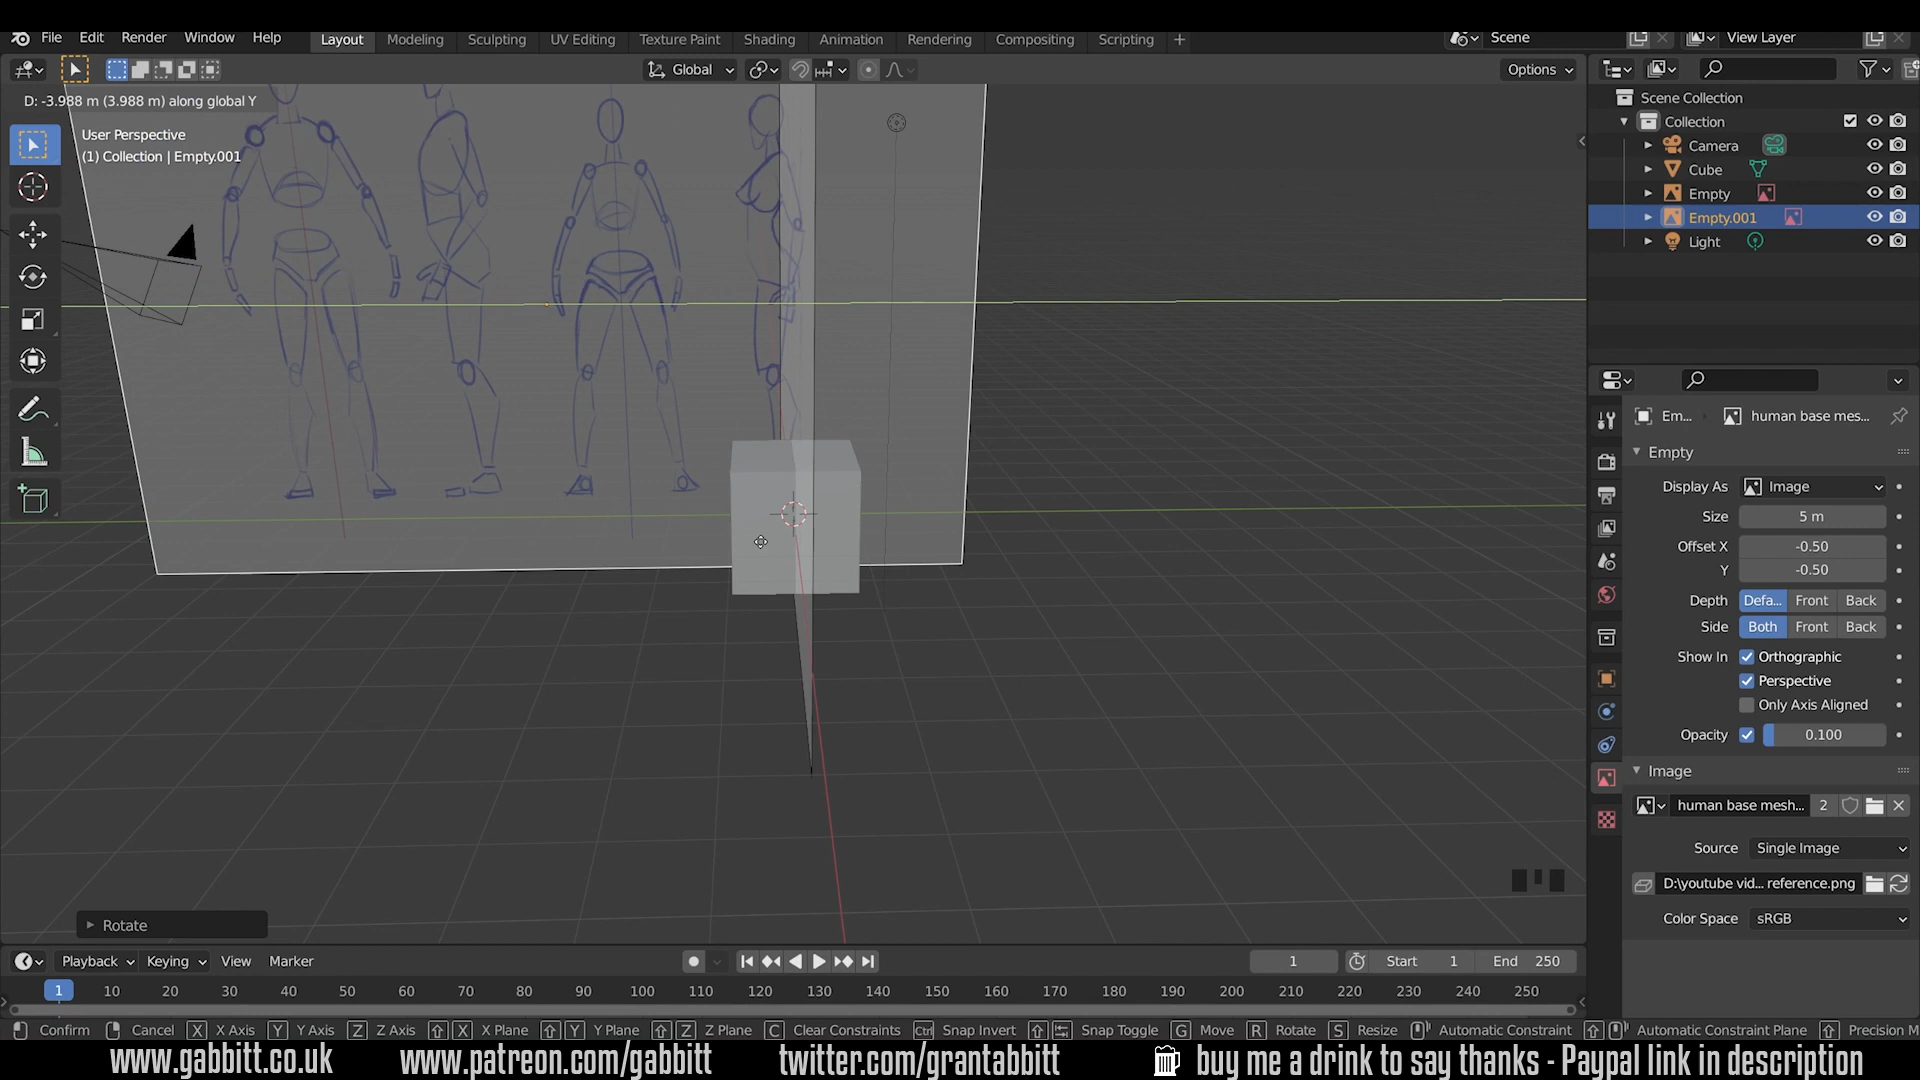 File Edit Render Window Help Layout Modeling Sculpting UV Editing Texture Paint Shading Animation Rendering Compositing Scripting + Scene View Layer
Global Options
D: -3.988 m (3.988 m) along global Y
User Perspective
(1) Collection | Empty.001
Scene Collection
Collection
Camera
Cube
Empty
Empty.001
Light
Em... human base mes...
Empty
Display As Image
Size 5 m
Offset X -0.50
Y -0.50
Depth Defa... Front Back
Side Both Front Back
Show In Orthographic
Perspective
Only Axis Aligned
Opacity 0.100
Image
human base mesh... 2
Source Single Image
D:\youtube vid... reference.png
Color Space sRGB
Rotate
Playback Keying View Marker 1 Start 1 End 250
1 10 20 30 40 50 60 70 80 90 100 110 120 130 140 150 160 170 180 190 200 210 220 230 240 250
Confirm Cancel X X Axis Y Y Axis Z Z Axis X X Plane Y Y Plane Z Z Plane C Clear Constraints Ctrl Snap Invert Snap Toggle G Move R Rotate S Resize Automatic Constraint Automatic Constraint Plane Precision M
www.gabbitt.co.uk www.patreon.com/gabbitt twitter.com/grantabbitt buy me a drink to say thanks - Paypal link in description